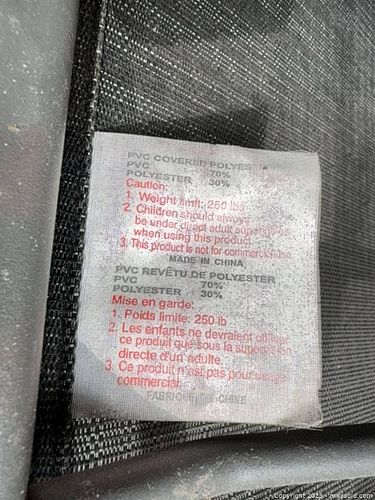 PVC COVERED POLYES
PVC 70%
POLYESTER 30%
Caution:
1. Weight limit: 250 lbs
2. Children should always
be under direct adult supervision
when using this product
3. This product is not for commercial use
MADE IN CHINA
PVC REVÊTU DE POLYESTER
PVC 70%
POLYESTER 30%
Mise en garde:
1. Poids limite: 250 lb
2. Les enfants ne devraient utiliser
ce produit que sous la supervision
directe d'un adulte.
3. Ce produit n'est pas pour
commercial.
FABRIQUÉ EN CHINE